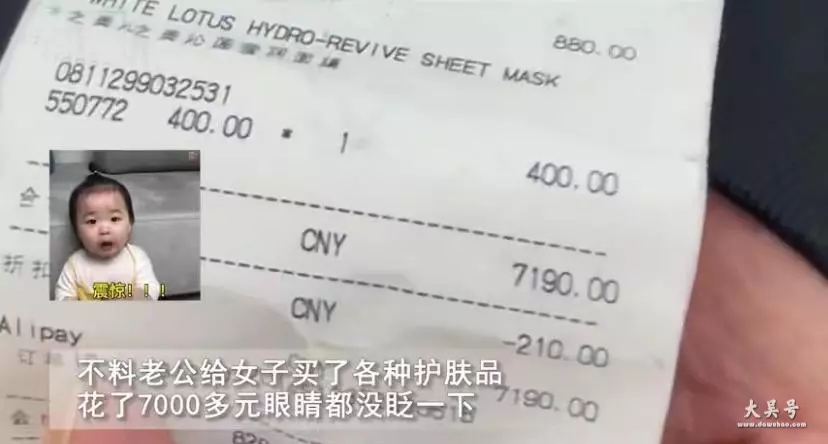 WHITE LOTUS HYDRO-REVIVE SHEET MASK
880.00
0811299032531
550772 400.00 * 1
400.00
CNY
7190.00
折扣
CNY
-210.00
Alipay
7190.00
震惊!!!
不料老公给女子买了各种护肤品
花了7000多元眼睛都没眨一下
大吴号